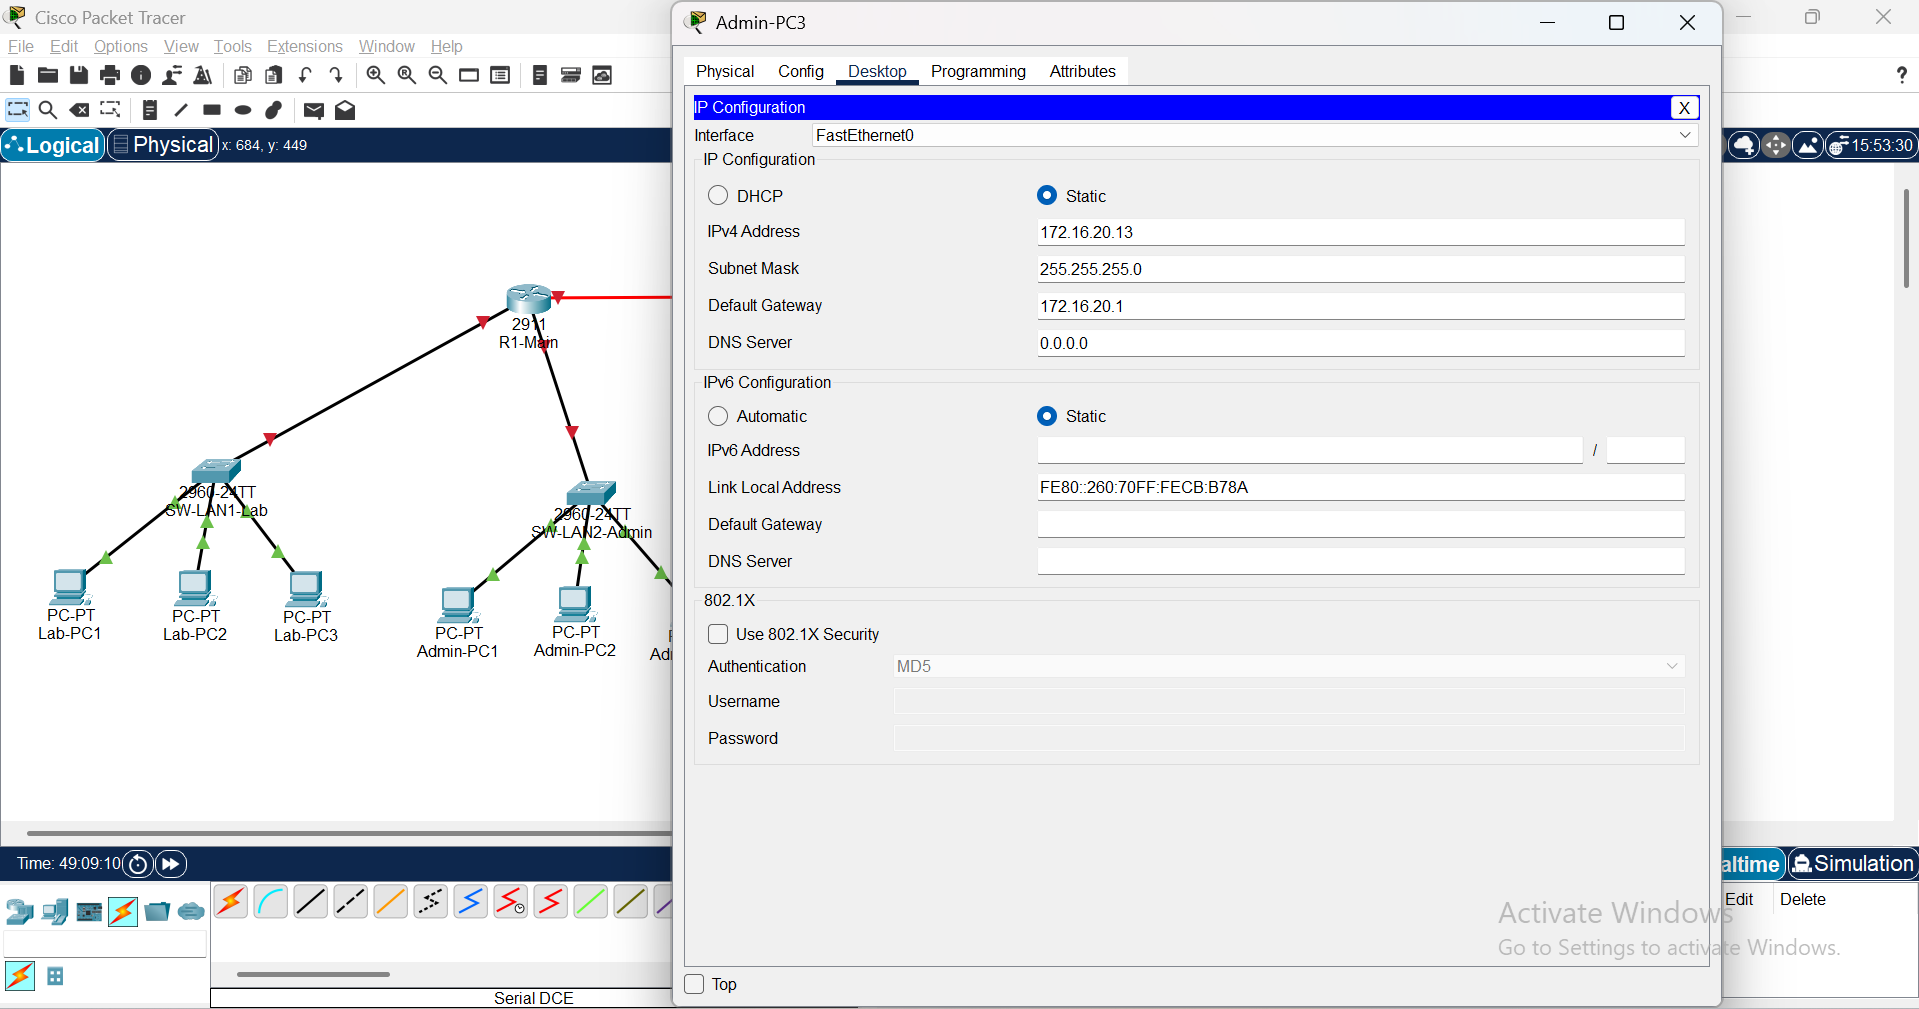 Cisco Packet Tracer
File Edit Options View Tools Extensions Window Help
Logical Physical x: 684, y: 449
2911
R1-Main
2960-24TT
SW-LAN1-Lab
2960-24TT
SW-LAN2-Admin
PC-PT
Lab-PC1
PC-PT
Lab-PC2
PC-PT
Lab-PC3
PC-PT
Admin-PC1
PC-PT
Admin-PC2
Ad
Time: 49:09:10
Serial DCE
Admin-PC3
Physical Config Desktop Programming Attributes
IP Configuration X
Interface FastEthernet0
IP Configuration
DHCP Static
IPv4 Address 172.16.20.13
Subnet Mask 255.255.255.0
Default Gateway 172.16.20.1
DNS Server 0.0.0.0
IPv6 Configuration
Automatic Static
IPv6 Address /
Link Local Address FE80::260:70FF:FECB:B78A
Default Gateway
DNS Server
802.1X
Use 802.1X Security
Authentication MD5
Username
Password
Top
?
15:53:30
altime Simulation
Edit Delete
Activate Windows
Go to Settings to activate Windows.